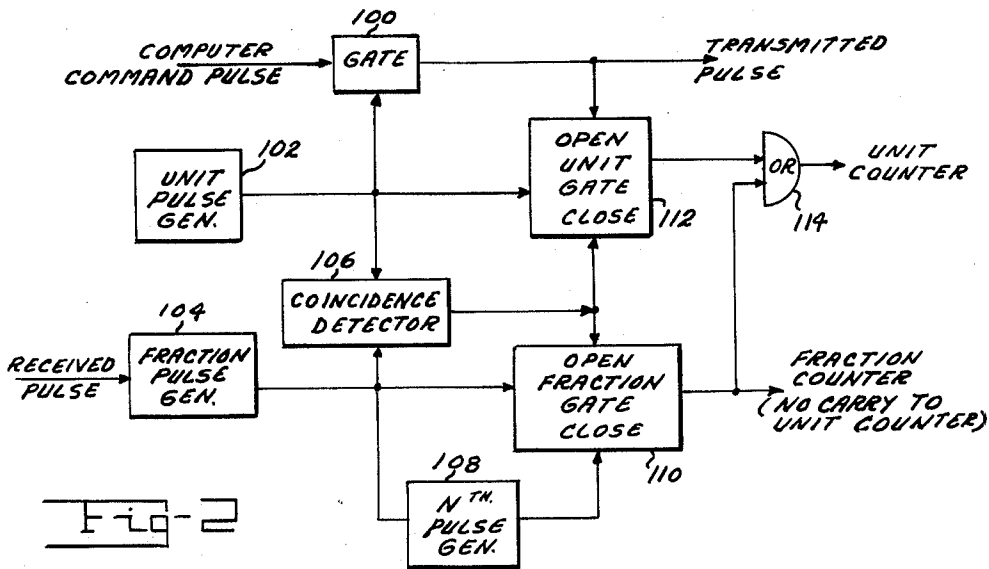 100
COMPUTER
COMMAND PULSE
GATE
TRANSMITTED
PULSE
102
UNIT
PULSE
GEN.
OPEN
UNIT
GATE
CLOSE
112
OR
114
UNIT
COUNTER
106
COINCIDENCE
DETECTOR
104
RECEIVED
PULSE
FRACTION
PULSE
GEN.
OPEN
FRACTION
GATE
CLOSE
110
FRACTION
COUNTER
(NO CARRY TO
UNIT COUNTER)
108
N TH.
PULSE
GEN.
Fig-2